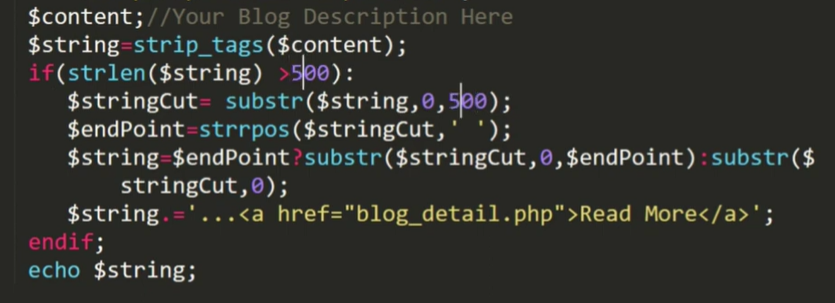 $content;//Your Blog Description Here
$string=strip_tags($content);
if(strlen($string) >500):
$stringCut= substr($string,0,500);
$endPoint=strrpos($stringCut,' ');
$string=$endPoint?substr($stringCut,0,$endPoint):substr($
stringCut,0);
$string.='...<a href="blog_detail.php">Read More</a>';
endif;
echo $string;